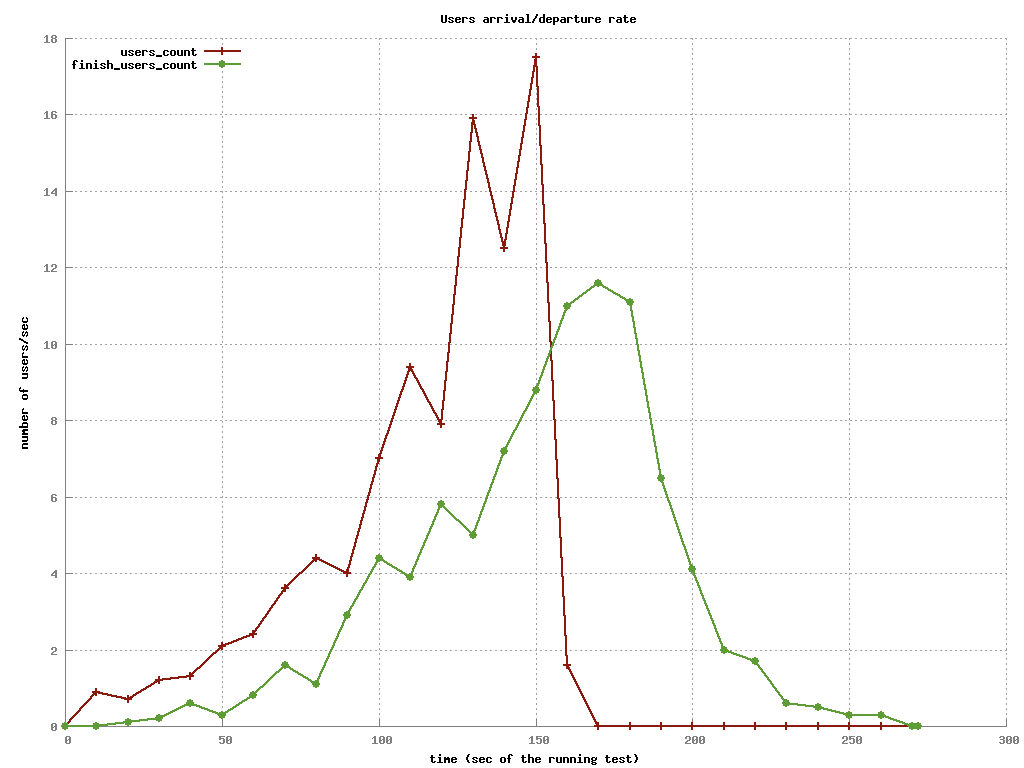 Users arrival/departure rate
users_count
finish_users_count
18
16
14
12
10
8
6
4
2
0
number of users/sec
0 50 100 150 200 250 300
time (sec of the running test)